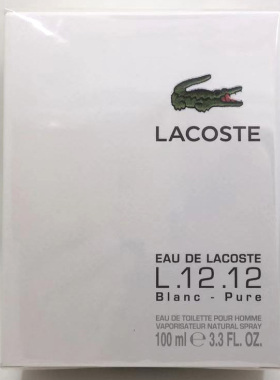 LACOSTE
EAU DE LACOSTE
L.12.12
Blanc - Pure
EAU DE TOILETTE POUR HOMME
VAPORISATEUR NATURAL SPRAY
100 ml ℮ 3.3 FL. OZ.